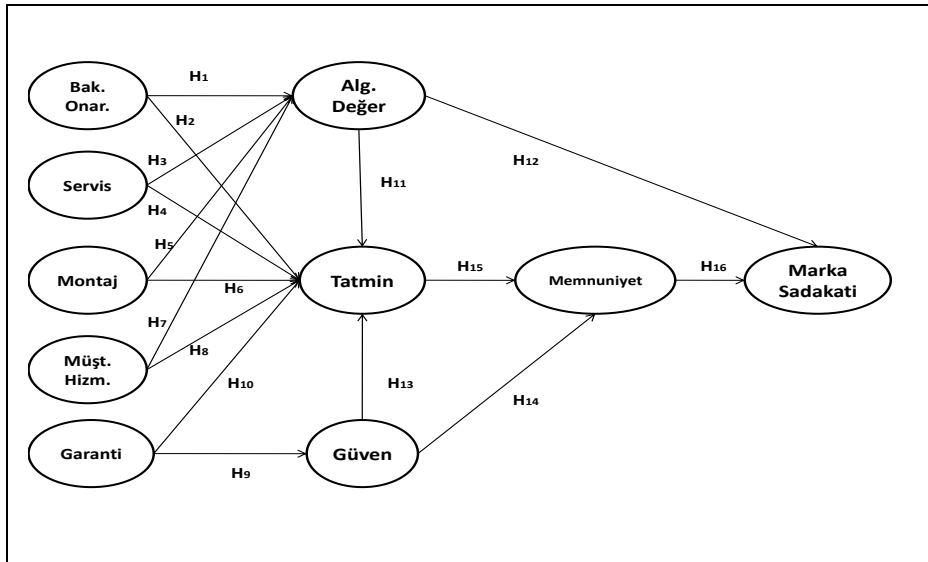 Bak.
Onar.
H1
Alg.
Değer
H2
H12
H3
Servis
H11
H4
H5
Montaj
H6
Tatmin
H15
Memnuniyet
H16
Marka
Sadakati
H7
H8
Müşt.
Hizm.
H10
H13
H14
Garanti
H9
Güven